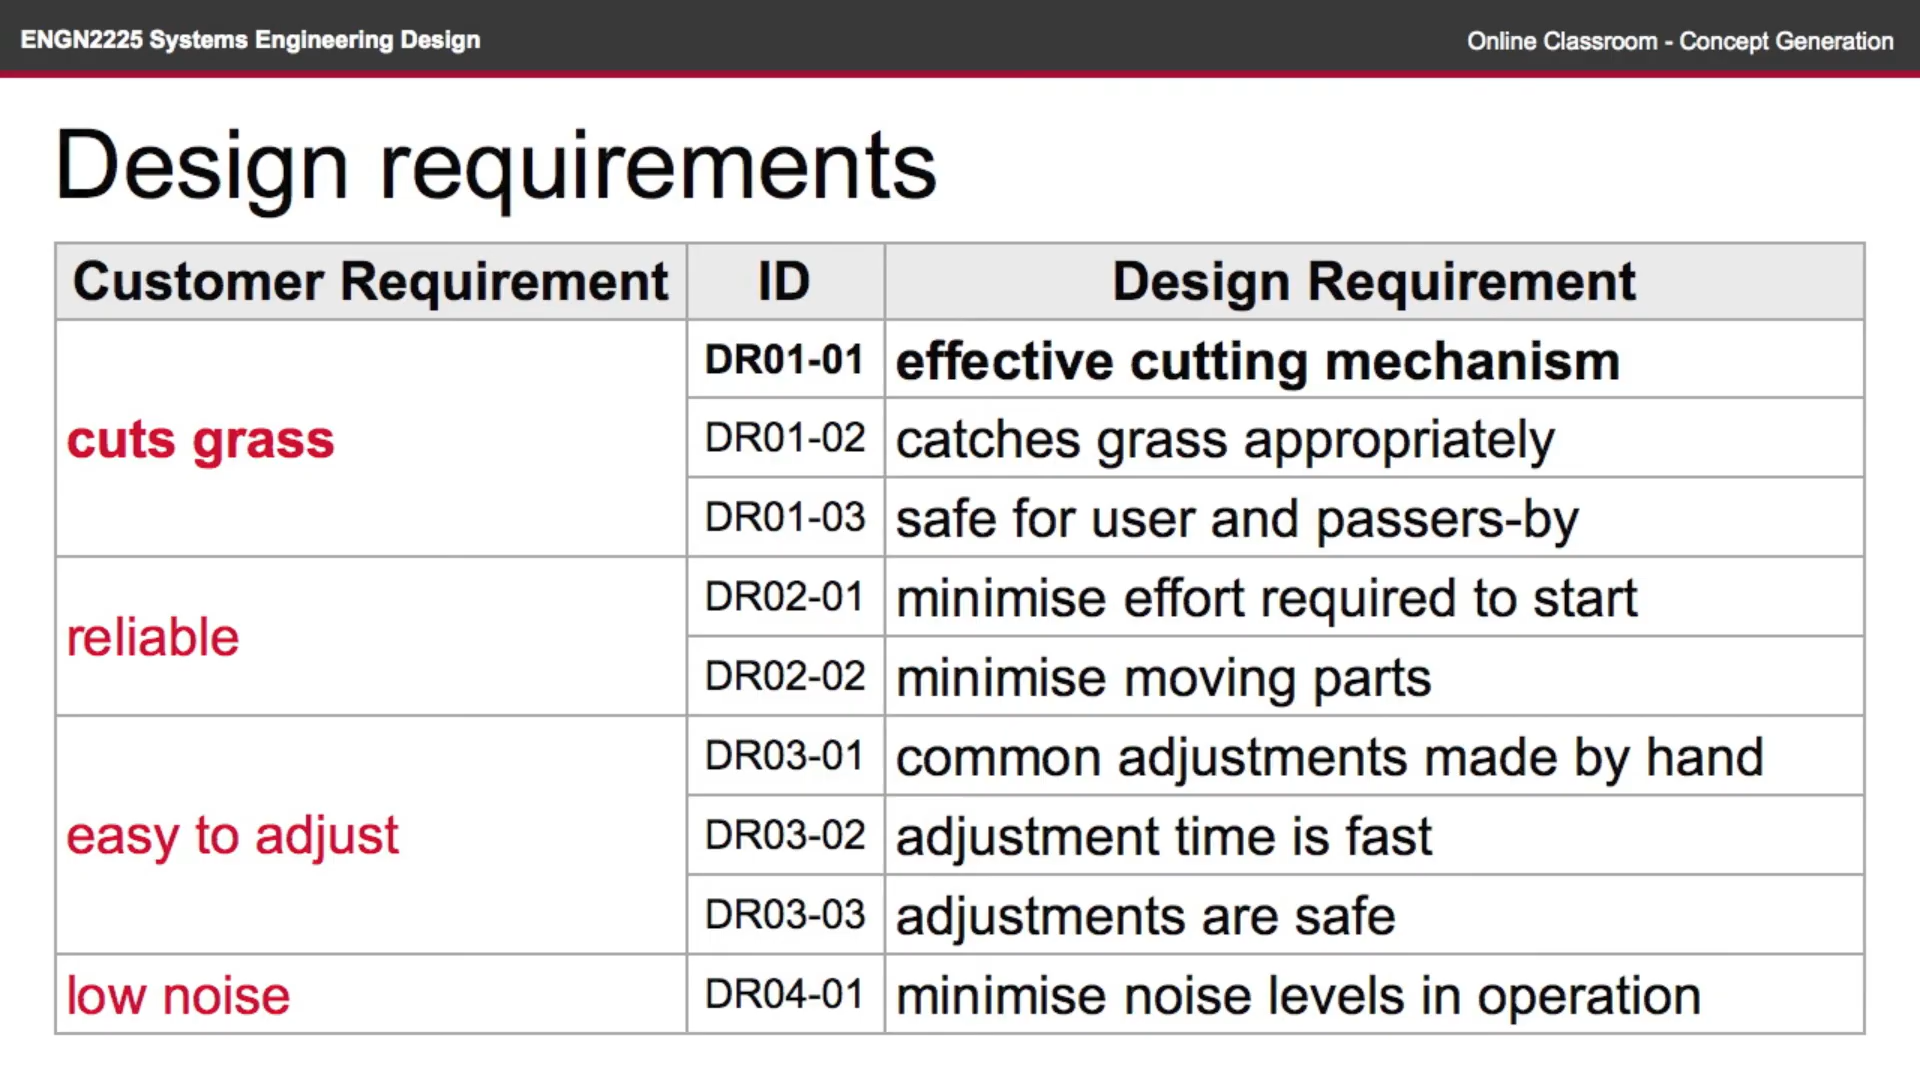 ENGN2225 Systems Engineering Design
Online Classroom - Concept Generation
Design requirements
Customer Requirement ID Design Requirement
cuts grass
DR01-01 effective cutting mechanism
DR01-02 catches grass appropriately
DR01-03 safe for user and passers-by
reliable
DR02-01 minimise effort required to start
DR02-02 minimise moving parts
easy to adjust
DR03-01 common adjustments made by hand
DR03-02 adjustment time is fast
DR03-03 adjustments are safe
low noise
DR04-01 minimise noise levels in operation